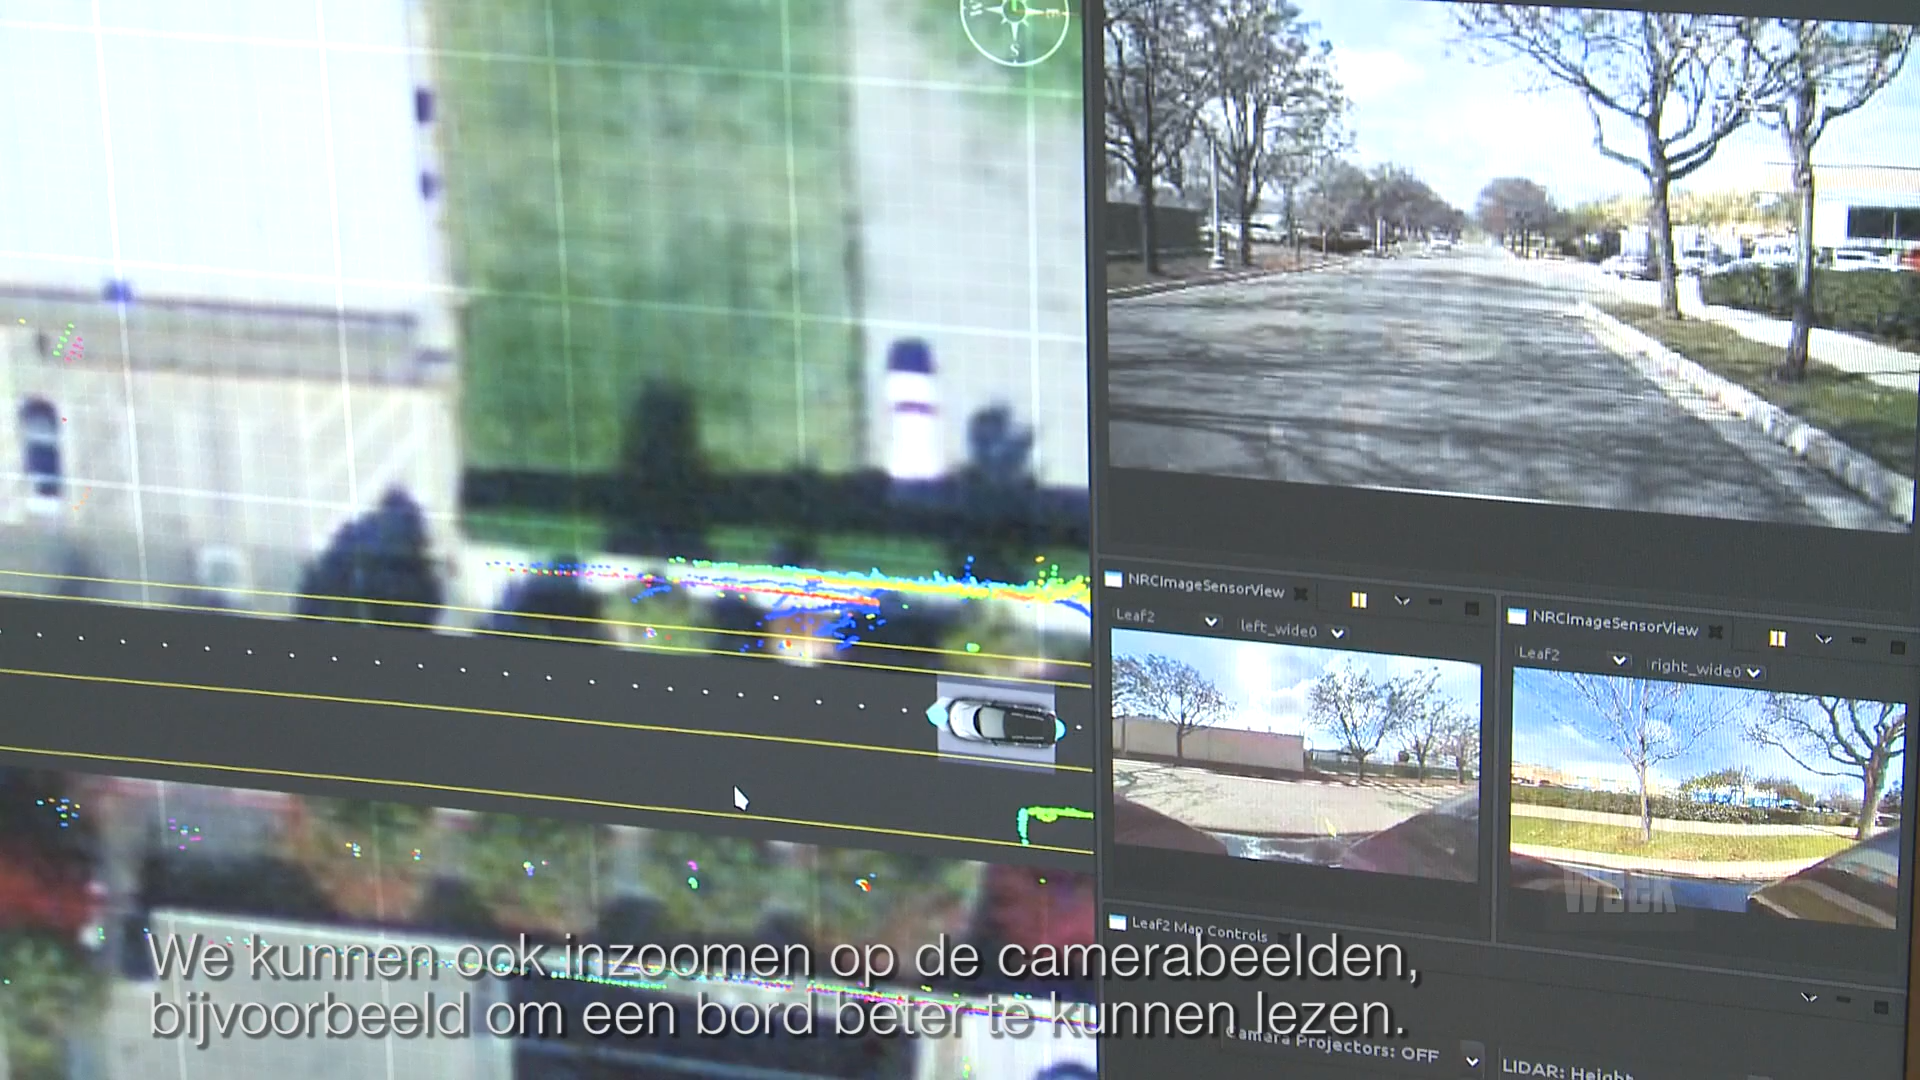 S
NRCImageSensorView
Leaf2
left_wide0
NRCImageSensorView
Leaf2
right_wide0
WEEK
Leaf2 Map Controls
We kunnen ook inzoomen op de camerabeelden,
bijvoorbeeld om een bord beter te kunnen lezen.
Camera Projectors: OFF
LIDAR: Height